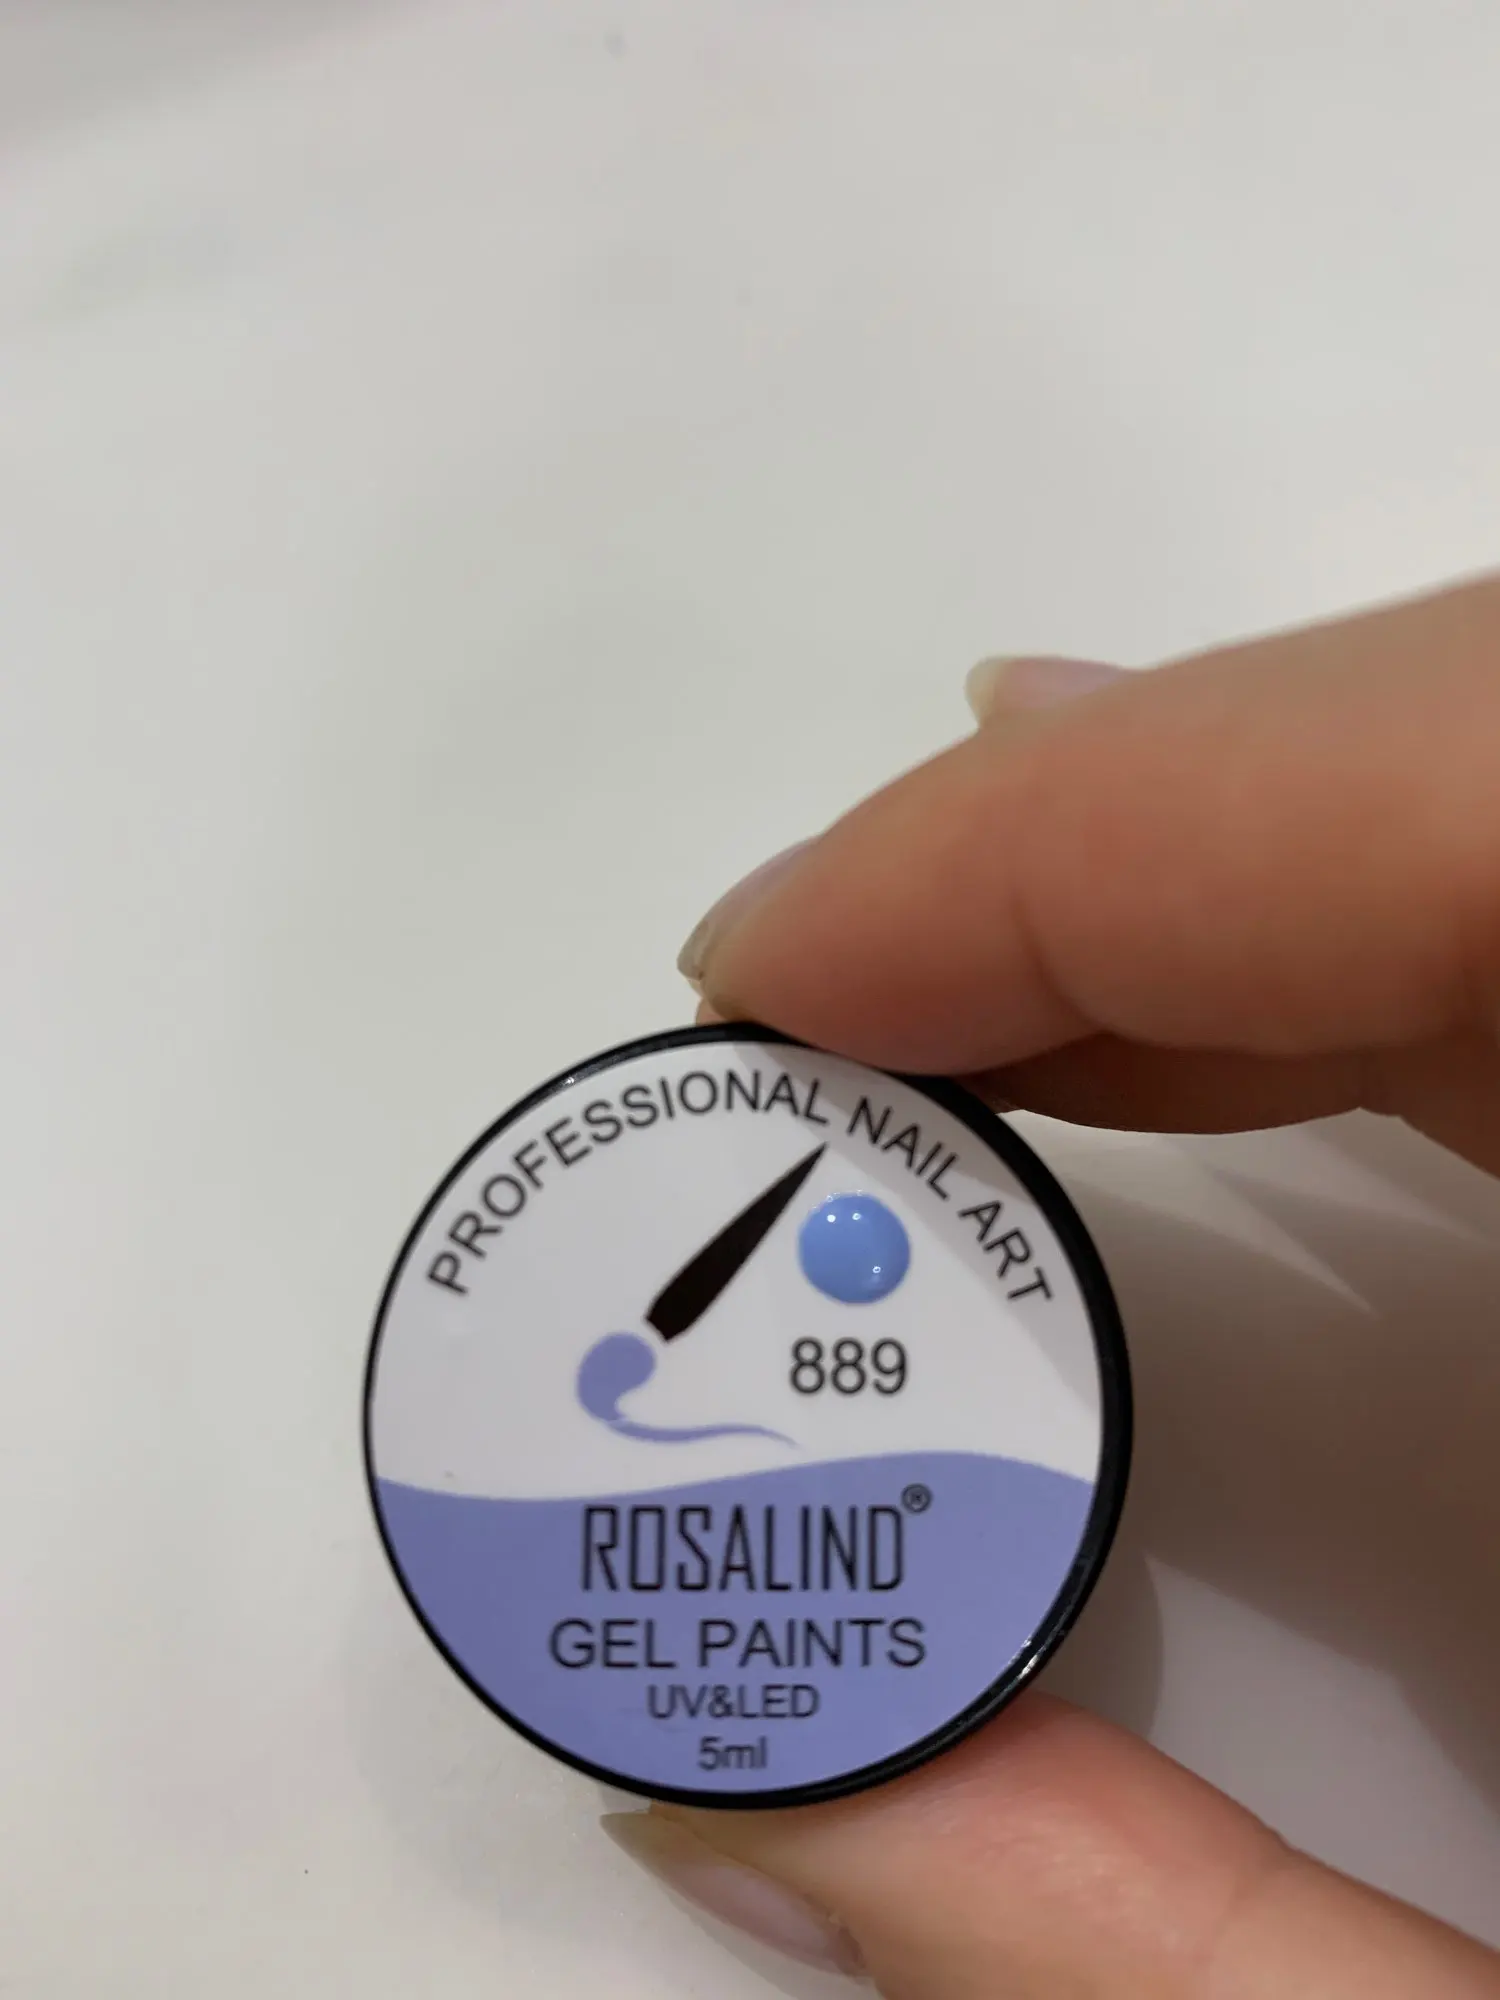 PROFESSIONAL NAIL ART
889
ROSALIND®
GEL PAINTS
UV&LED
5ml